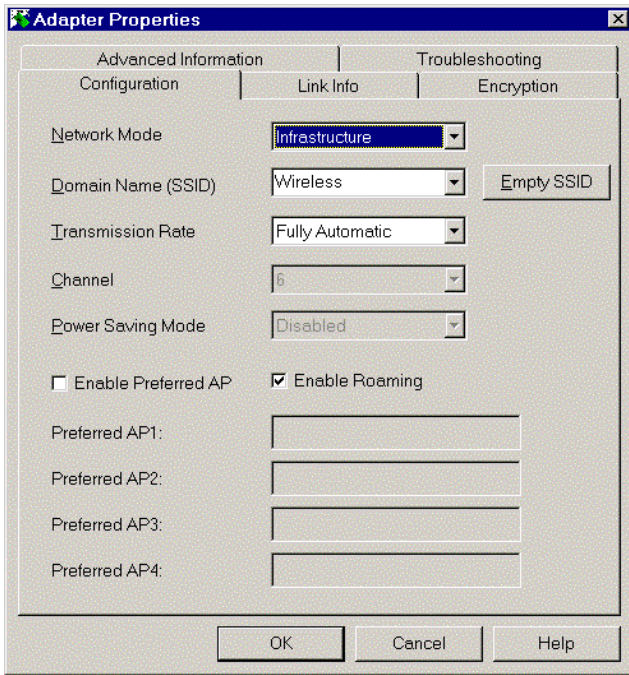 Adapter Properties
Advanced Information Troubleshooting
Configuration Link Info Encryption
Network Mode Infrastructure
Domain Name (SSID) Wireless Empty SSID
Transmission Rate Fully Automatic
Channel 6
Power Saving Mode Disabled
Enable Preferred AP Enable Roaming
Preferred AP1:
Preferred AP2:
Preferred AP3:
Preferred AP4:
OK Cancel Help